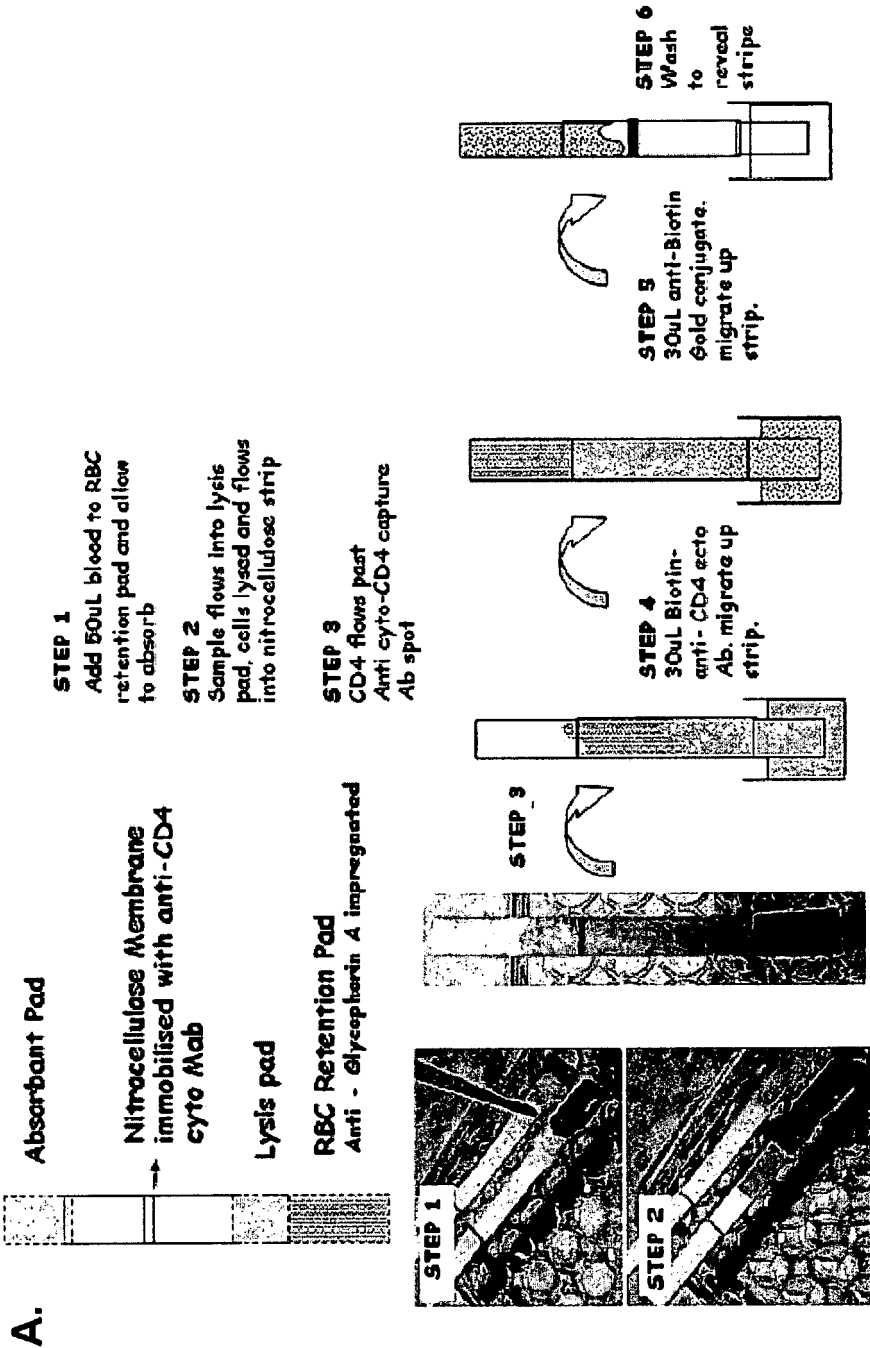 A.
Absorbant Pad
Nitrocellulose Membrane
immobilised with anti-CD4
cyto Mab
Lysis pad
RBC Retention Pad
Anti - Glycophorin A impregnated
STEP 1
Add 50uL blood to RBC
retention pad and allow
to absorb
STEP 2
Sample flows into lysis
pad, cells lysed and flows
into nitrocellulose strip
STEP 3
CD4 flows past
Anti cyto-CD4 capture
Ab spot
STEP 1
STEP 2
STEP 3
STEP 4
30uL Biotin-
anti- CD4 ecto
Ab. migrate up
strip.
STEP 5
30uL anti-Biotin
Gold conjugate.
migrate up
strip.
STEP 6
Wash
to
reveal
stripe